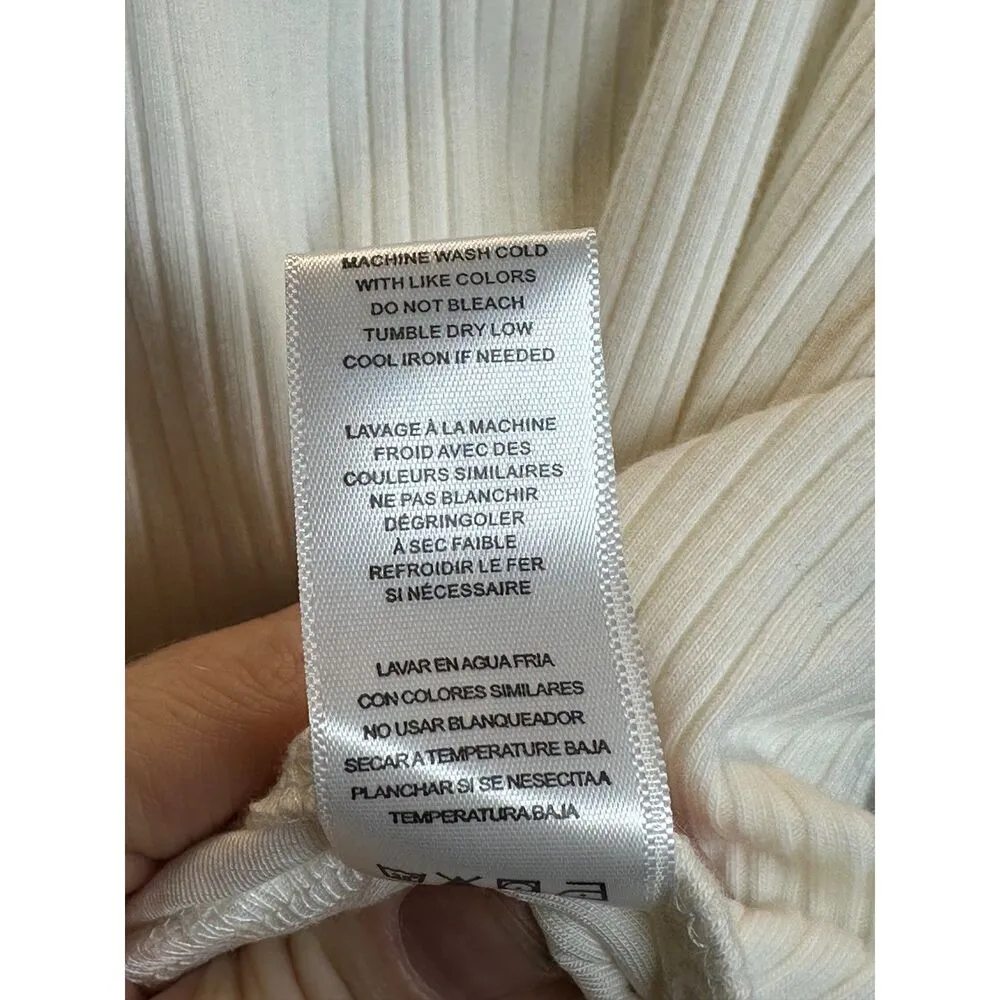 MACHINE WASH COLD
WITH LIKE COLORS
DO NOT BLEACH
TUMBLE DRY LOW
COOL IRON IF NEEDED
LAVAGE À LA MACHINE
FROID AVEC DES
COULEURS SIMILAIRES
NE PAS BLANCHIR
DÉGRINGOLER
À SEC FAIBLE
REFROIDIR LE FER
SI NÉCESSAIRE
LAVAR EN AGUA FRIA
CON COLORES SIMILARES
NO USAR BLANQUEADOR
SECAR A TEMPERATURE BAJA
PLANCHAR SI SE NESECITAA
TEMPERATURA BAJA